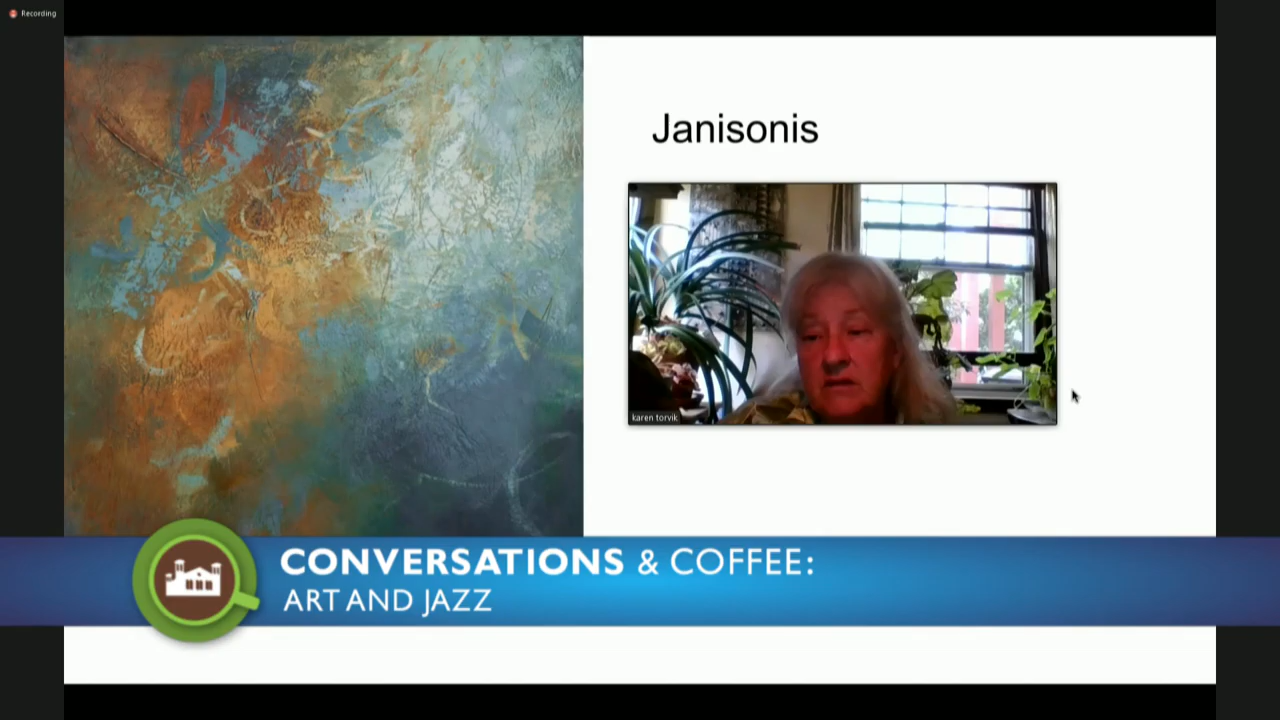 Recording
Janisonis
karen torvik
CONVERSATIONS & COFFEE:
ART AND JAZZ